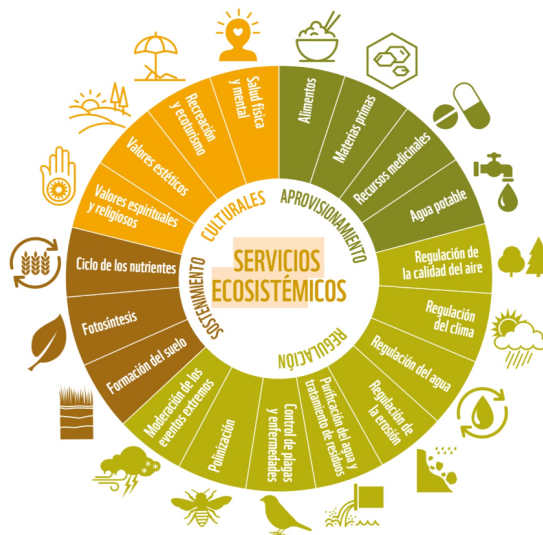 SERVICIOS
ECOSISTÉMICOS
APROVISIONAMIENTO
Alimentos
Materias primas
Recursos medicinales
Agua potable
REGULACIÓN
Regulación de
la calidad del aire
Regulación
del clima
Regulación del agua
Regulación de
la erosión
Purificación del agua y
tratamiento de residuos
Control de plagas
y enfermedades
Polinización
Moderación de los
eventos extremos
SOSTENIMIENTO
Formación del suelo
Fotosíntesis
Ciclo de los nutrientes
CULTURALES
Valores espirituales
y religiosos
Valores estéticos
Recreación
y ecoturismo
Salud física
y mental